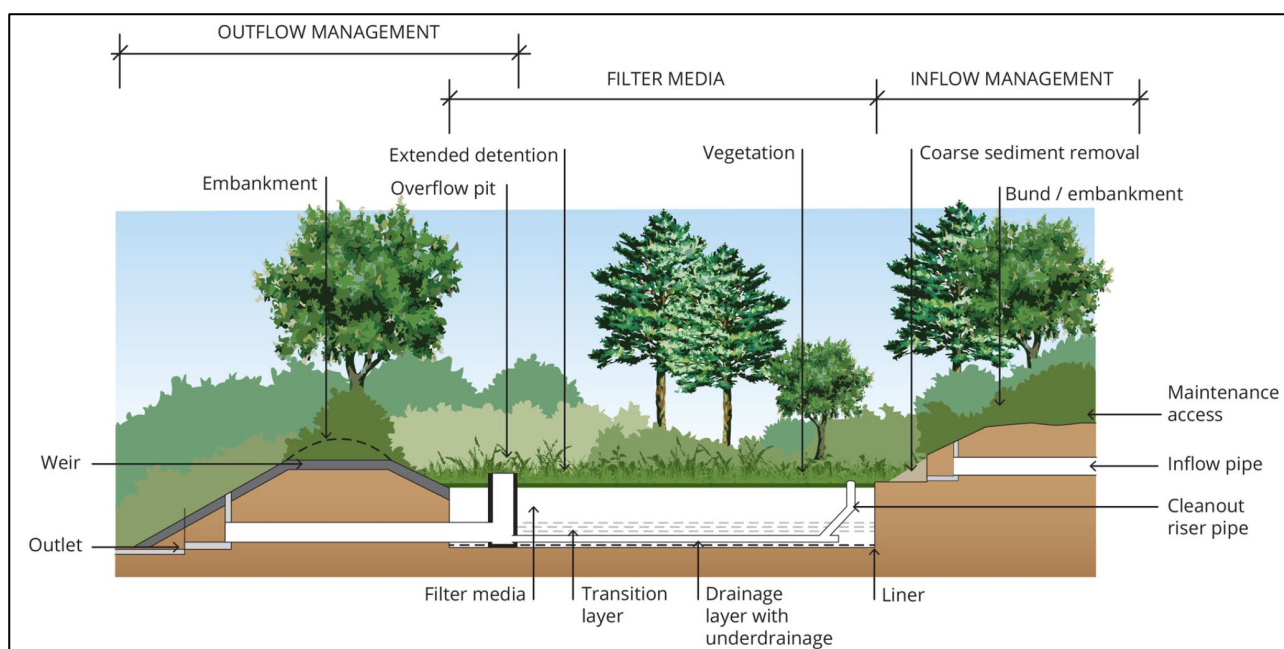 OUTFLOW MANAGEMENT
FILTER MEDIA
INFLOW MANAGEMENT
Extended detention
Vegetation
Coarse sediment removal
Embankment
Overflow pit
Bund / embankment
Maintenance
access
Weir
Inflow pipe
Cleanout
riser pipe
Outlet
Filter media
Transition
layer
Drainage
layer with
underdrainage
Liner